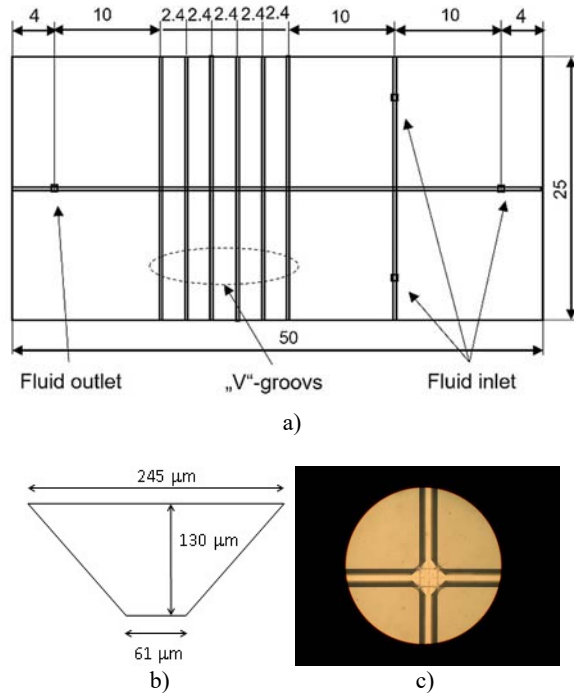 4 10 2.4 2.4 2.4 2.4 2.4 10 10 4
25
50
Fluid outlet „V“-groovs Fluid inlet
a)
245 μm
130 μm
61 μm
b) c)